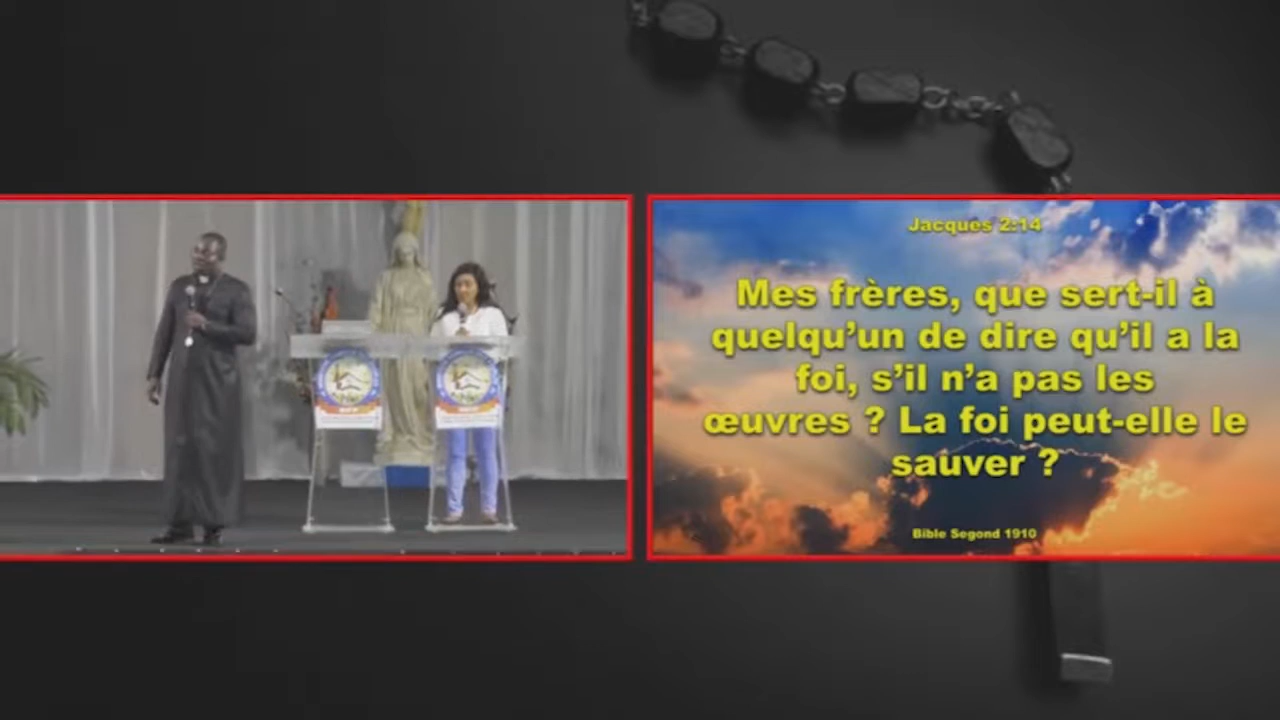 Jacques 2:14
Mes frères, que sert-il à
quelqu’un de dire qu’il a la
foi, s’il n’a pas les
œuvres ? La foi peut-elle le
sauver ?
Bible Segond 1910